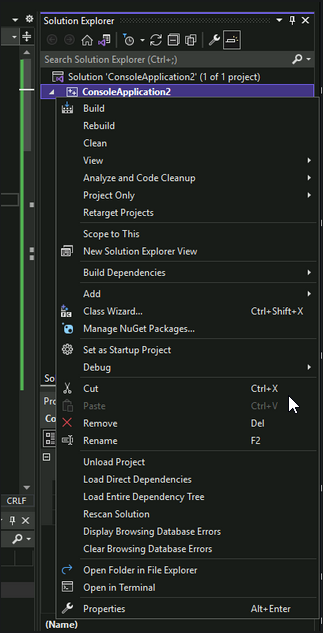 Solution Explorer
Search Solution Explorer (Ctrl+;)
Solution 'ConsoleApplication2' (1 of 1 project)
ConsoleApplication2
Build
Rebuild
Clean
View
Analyze and Code Cleanup
Project Only
Retarget Projects
Scope to This
New Solution Explorer View
Build Dependencies
Add
Class Wizard... Ctrl+Shift+X
Manage NuGet Packages...
Set as Startup Project
Debug
So
Cut Ctrl+X
Pro
Paste Ctrl+V
Co
Remove Del
Rename F2
Unload Project
Load Direct Dependencies
Load Entire Dependency Tree
CRLF
Rescan Solution
Display Browsing Database Errors
Clear Browsing Database Errors
Open Folder in File Explorer
Open in Terminal
Properties Alt+Enter
(Name)